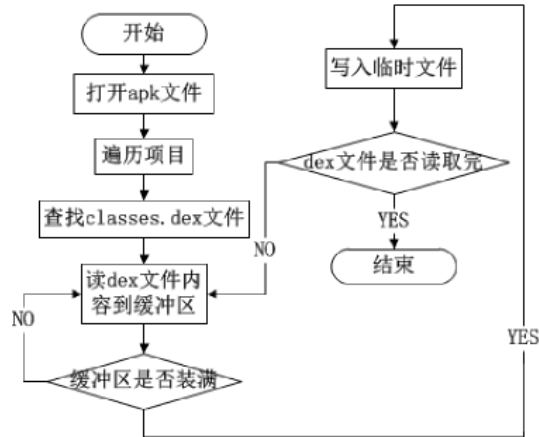 开始
打开apk文件
遍历项目
查找classes.dex文件
读dex文件内
容到缓冲区
NO
缓冲区是否装满
YES
写入临时文件
dex文件是否读取完
NO
YES
结束